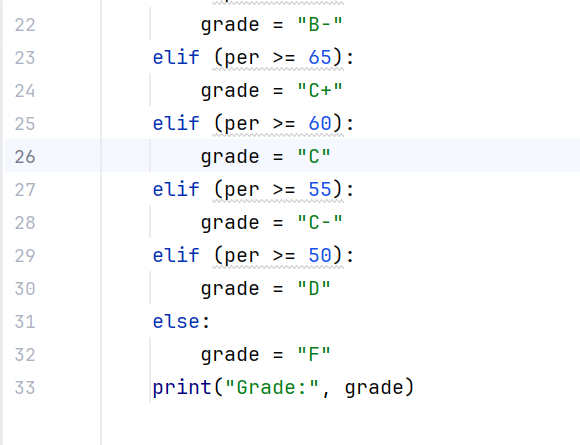 22 grade = "B-"
23 elif (per >= 65):
24 grade = "C+"
25 elif (per >= 60):
26 grade = "C"
27 elif (per >= 55):
28 grade = "C-"
29 elif (per >= 50):
30 grade = "D"
31 else:
32 grade = "F"
33 print("Grade:", grade)